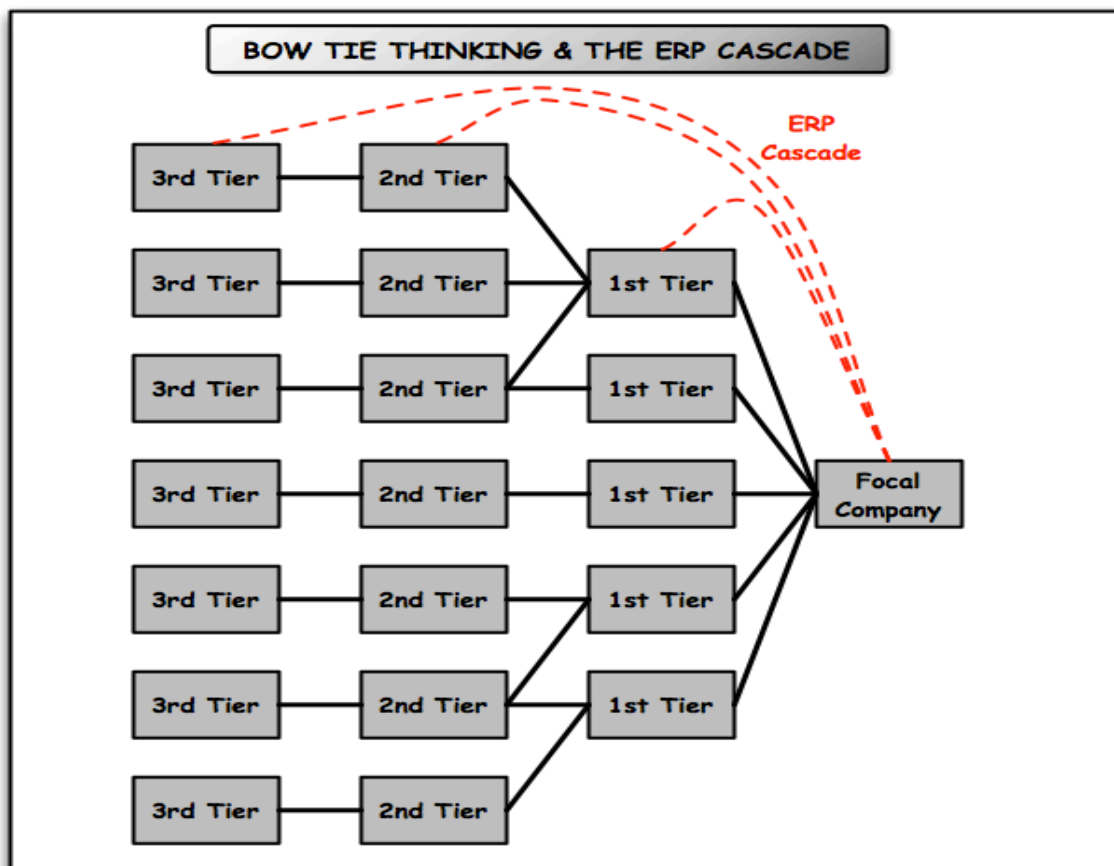 BOW TIE THINKING & THE ERP CASCADE
ERP
Cascade
3rd Tier
2nd Tier
3rd Tier
2nd Tier
1st Tier
3rd Tier
2nd Tier
1st Tier
3rd Tier
2nd Tier
1st Tier
Focal
Company
3rd Tier
2nd Tier
1st Tier
3rd Tier
2nd Tier
1st Tier
3rd Tier
2nd Tier